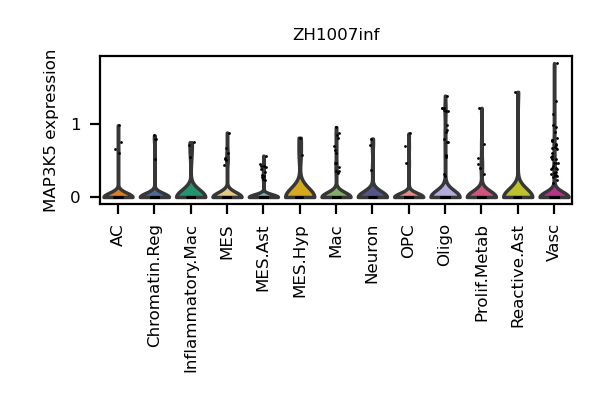 ZH1007inf
MAP3K5 expression
1
0
AC
Chromatin.Reg
Inflammatory.Mac
MES
MES.Ast
MES.Hyp
Mac
Neuron
OPC
Oligo
Prolif.Metab
Reactive.Ast
Vasc